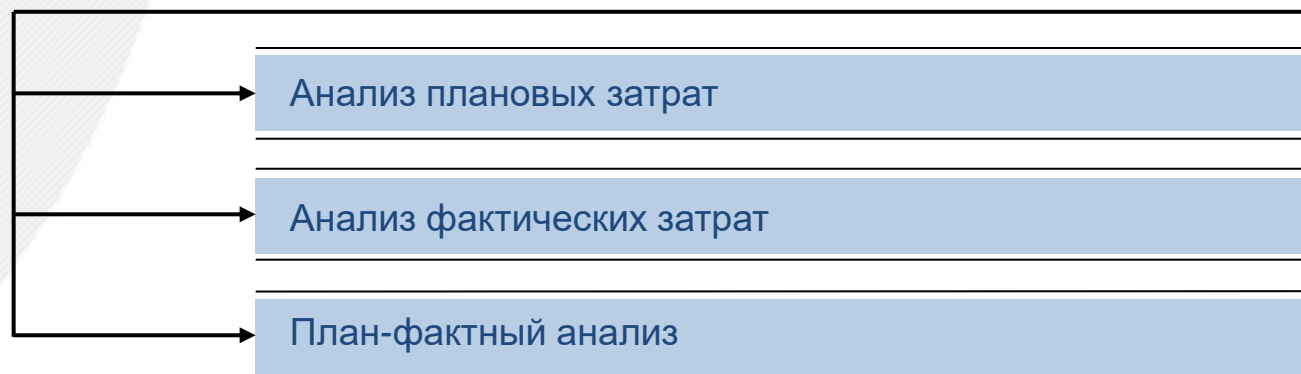 Анализ плановых затрат
Анализ фактических затрат
План-фактный анализ